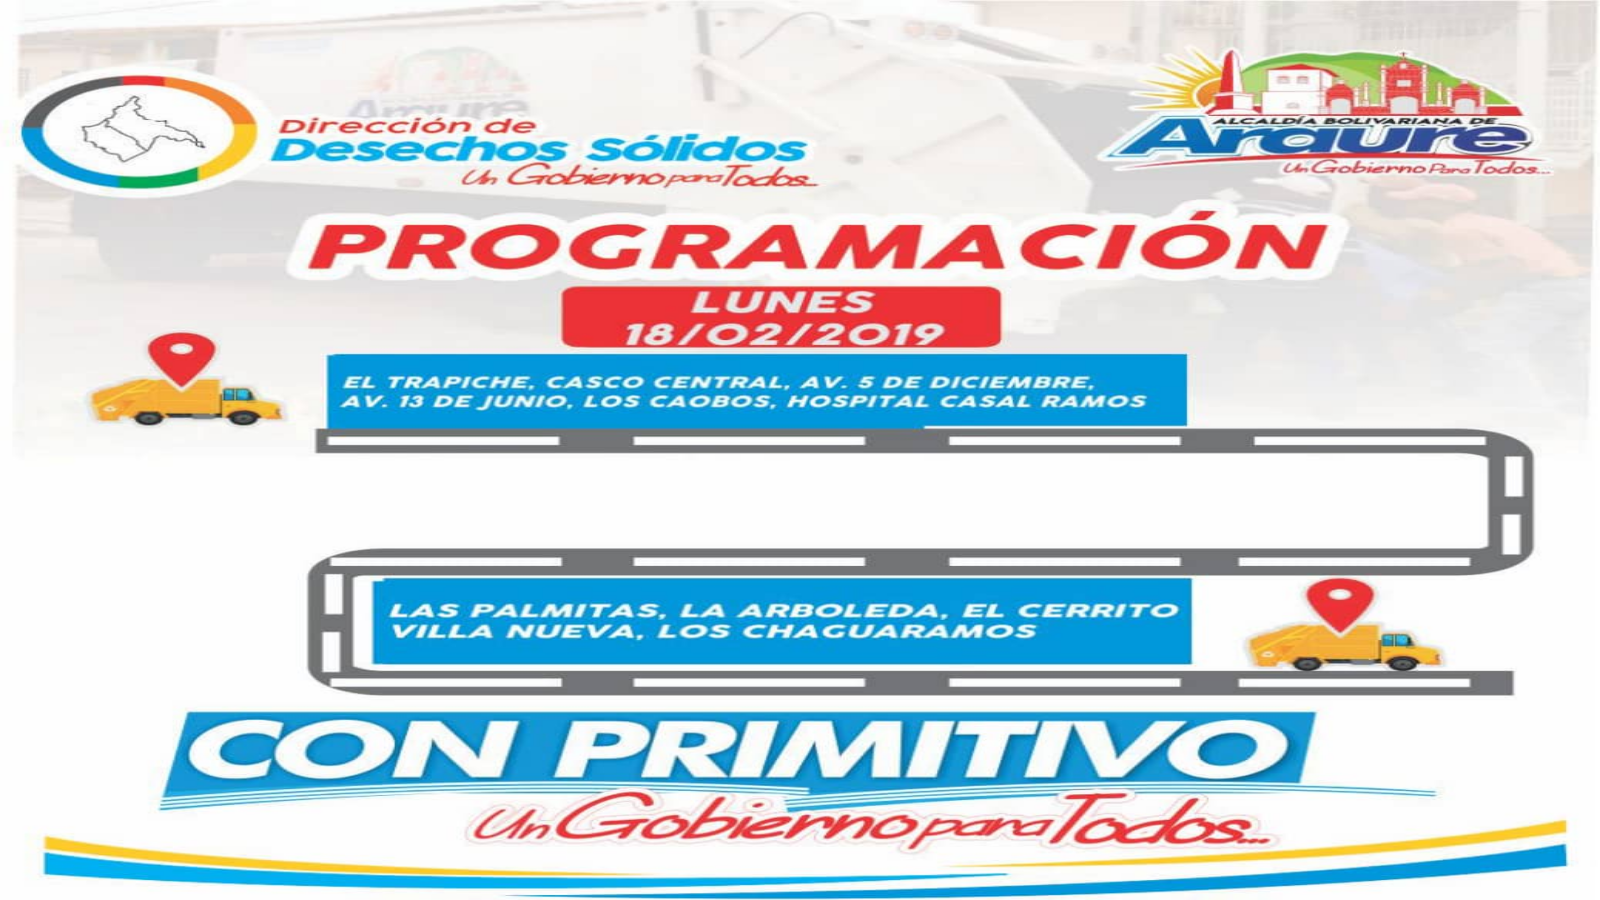 Dirección de
Desechos Sólidos
Un Gobierno para Todos...
ALCALDÍA BOLIVARIANA DE
Araure
Un Gobierno Para Todos...
Araure
PROGRAMACIÓN
LUNES
18/02/2019
EL TRAPICHE, CASCO CENTRAL, AV. 5 DE DICIEMBRE,
AV. 13 DE JUNIO, LOS CAOBOS, HOSPITAL CASAL RAMOS
LAS PALMITAS, LA ARBOLEDA, EL CERRITO
VILLA NUEVA, LOS CHAGUARAMOS
CON PRIMITIVO
Un Gobierno para Todos...